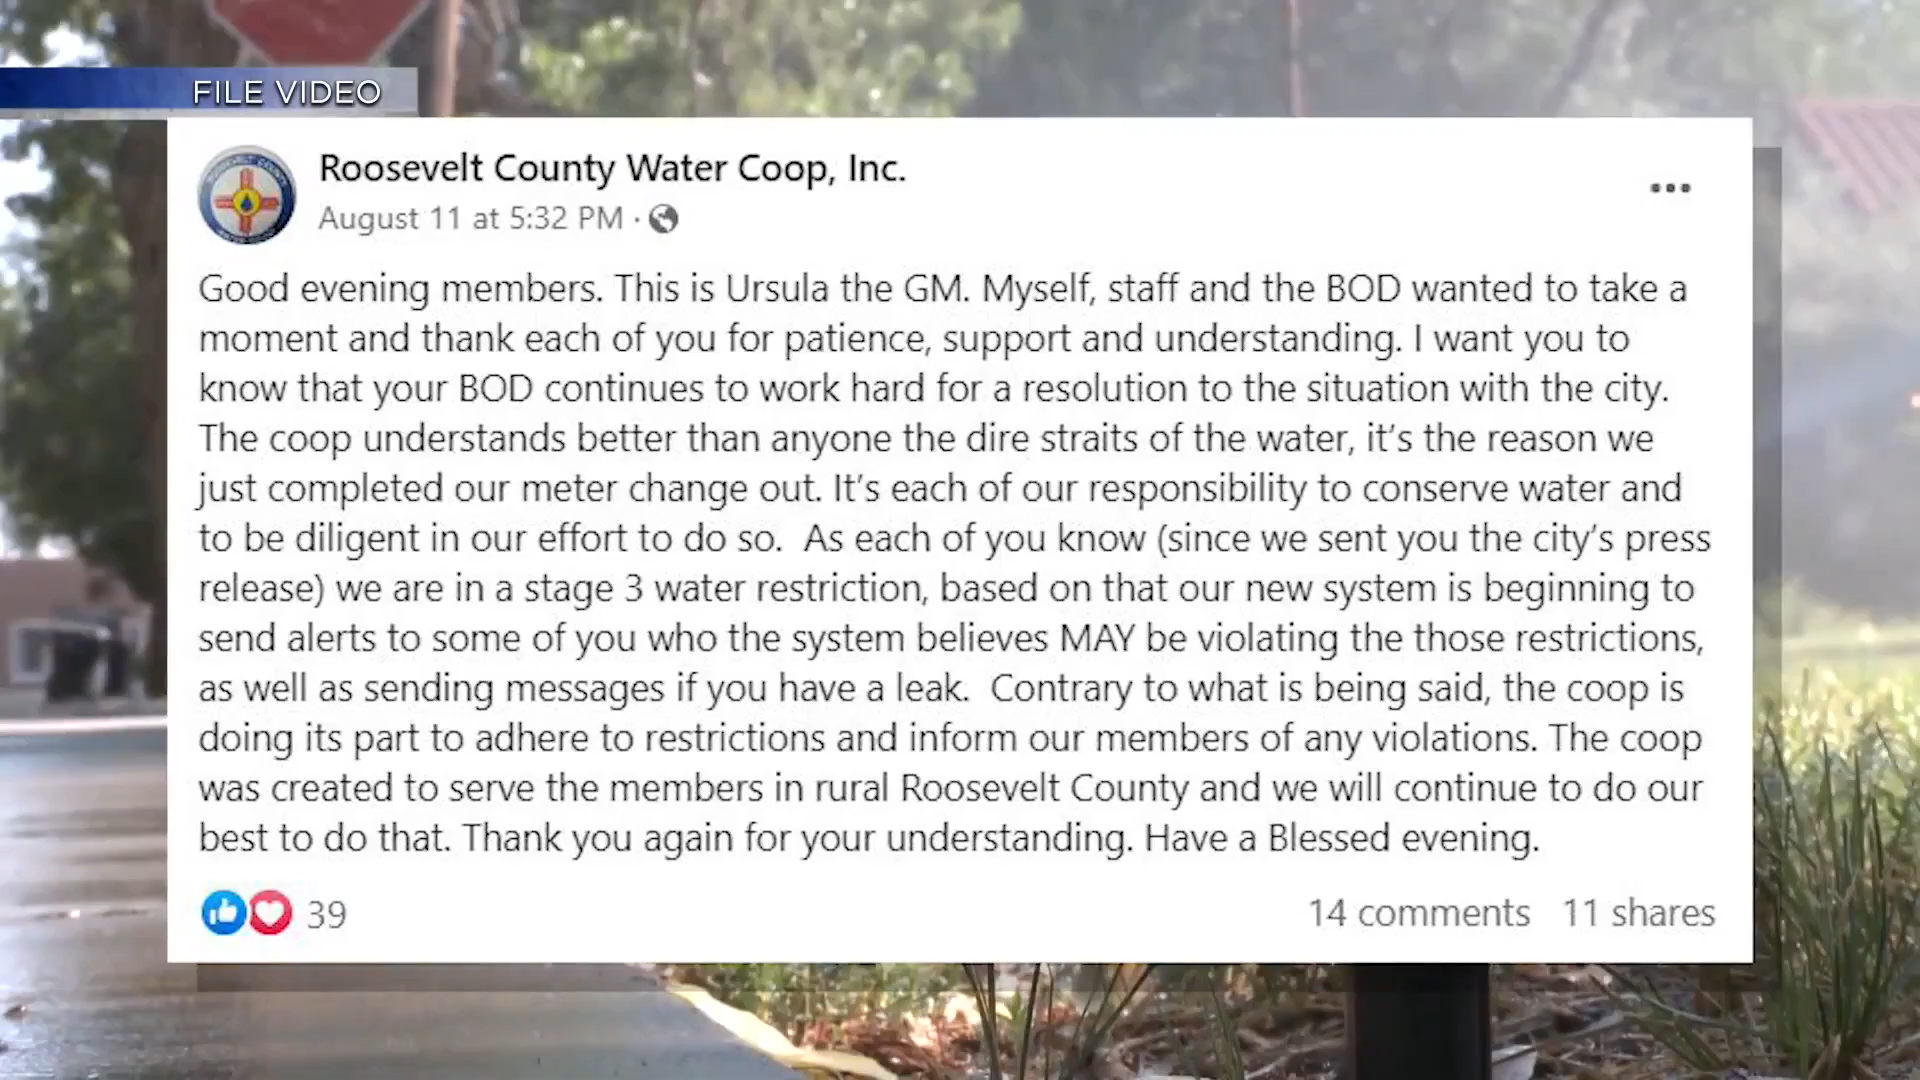 FILE VIDEO
Roosevelt County Water Coop, Inc.
August 11 at 5:32 PM ·
Good evening members. This is Ursula the GM. Myself, staff and the BOD wanted to take a
moment and thank each of you for patience, support and understanding. I want you to
know that your BOD continues to work hard for a resolution to the situation with the city.
The coop understands better than anyone the dire straits of the water, it's the reason we
just completed our meter change out. It's each of our responsibility to conserve water and
to be diligent in our effort to do so.  As each of you know (since we sent you the city's press
release) we are in a stage 3 water restriction, based on that our new system is beginning to
send alerts to some of you who the system believes MAY be violating the those restrictions,
as well as sending messages if you have a leak.  Contrary to what is being said, the coop is
doing its part to adhere to restrictions and inform our members of any violations. The coop
was created to serve the members in rural Roosevelt County and we will continue to do our
best to do that. Thank you again for your understanding. Have a Blessed evening.
39
14 comments 11 shares